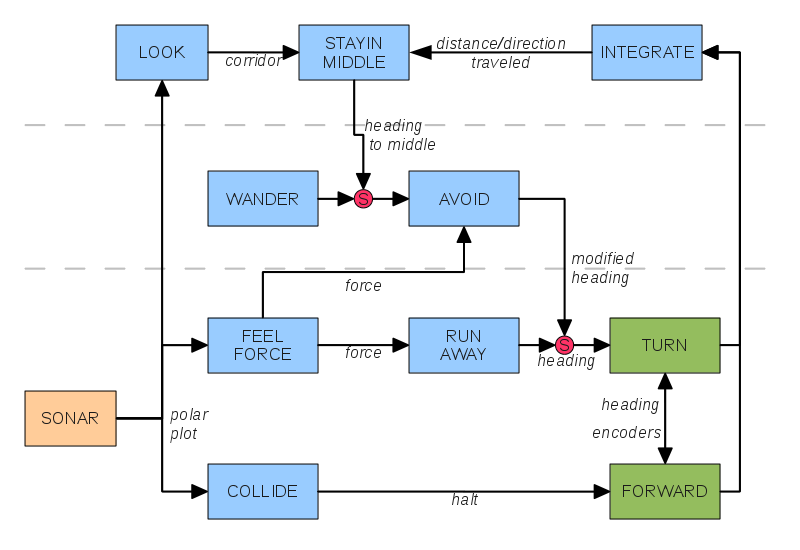 LOOK
corridor
STAYIN
MIDDLE
distance/direction
traveled
INTEGRATE
heading
to middle
WANDER
S
AVOID
modified
heading
force
FEEL
FORCE
force
RUN
AWAY
S
heading
TURN
SONAR
polar
plot
heading
encoders
COLLIDE
halt
FORWARD